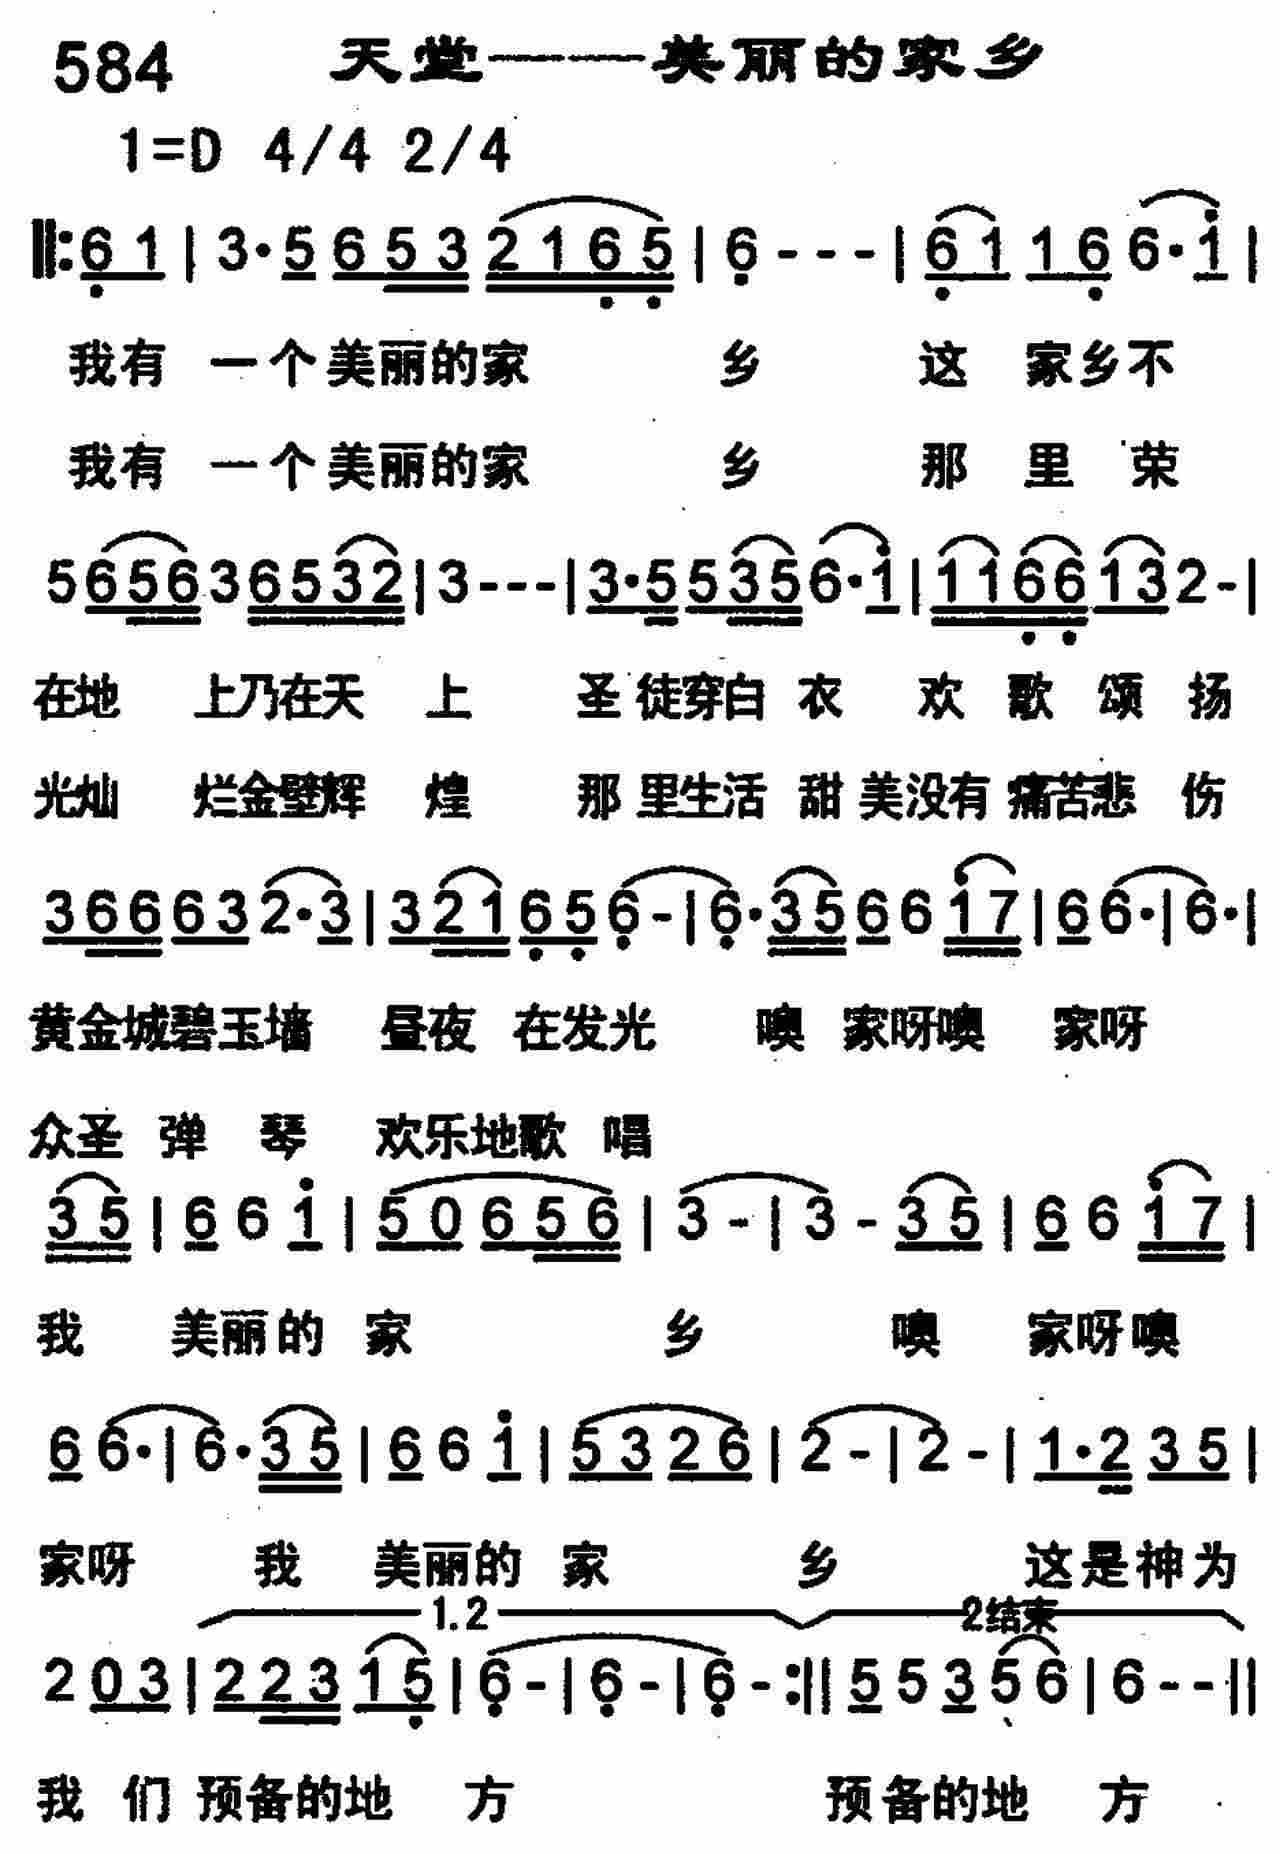 584 天堂——美丽的家乡
1=D 4/4 2/4
‖:6 1 | 3·5 6 5 3 2 1 6 5 | 6 - - - | 6 1 1 6 6·1 |
我有 一个美丽的家 乡 这 家乡不
我有 一个美丽的家 乡 那 里 荣
5 6 5 6 3 6 5 3 2 | 3 - - - | 3·5 5 3 5 6·1 | 1 1 6 6 1 3 2 - |
在地 上乃在天 上 圣徒穿白 衣 欢 歌 颂 扬
光灿 烂金壁辉 煌 那里生活 甜美没有痛苦悲 伤
3 6 6 6 3 2·3 | 3 2 1 6 5 6 - | 6·3 5 6 6 1 7 | 6 6· | 6· |
黄金城碧玉墙 昼夜 在发光 噢 家呀噢 家呀
众圣 弹 琴 欢乐地歌 唱
3 5 | 6 6 1 | 5 0 6 5 6 | 3 - | 3 - 3 5 | 6 6 1 7 |
我 美丽的 家 乡 噢 家呀噢
6 6· | 6·3 5 | 6 6 1 | 5 3 2 6 | 2 - | 2 - | 1·2 3 5 |
家呀 我 美丽的 家 乡 这是神为
1.2 2结束
2 0 3 | 2 2 3 1 5 | 6 - | 6 - | 6 - :‖ 5 5 3 5 6 | 6 - - ‖
我 们 预备的地 方 预备的地 方